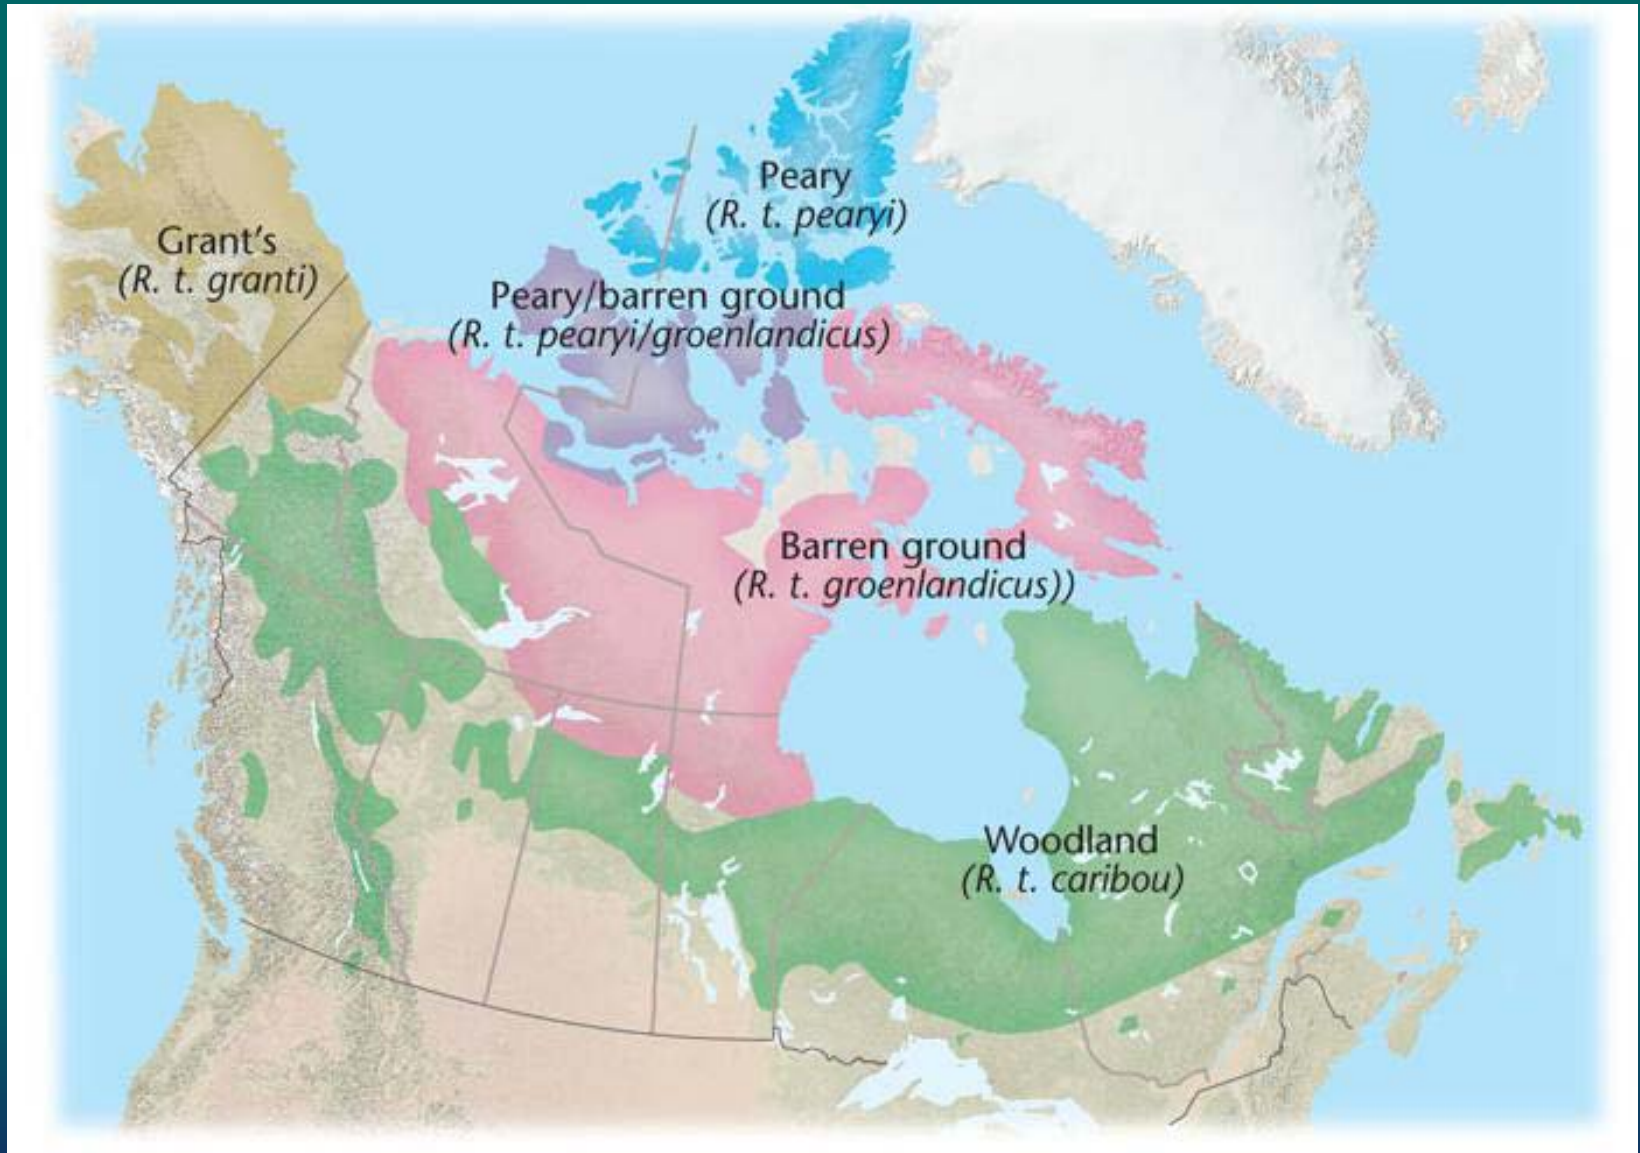 Peary
(R. t. pearyi)
Grant's
(R. t. granti)
Peary/barren ground
(R. t. pearyi/groenlandicus)
Barren ground
(R. t. groenlandicus))
Woodland
(R. t. caribou)